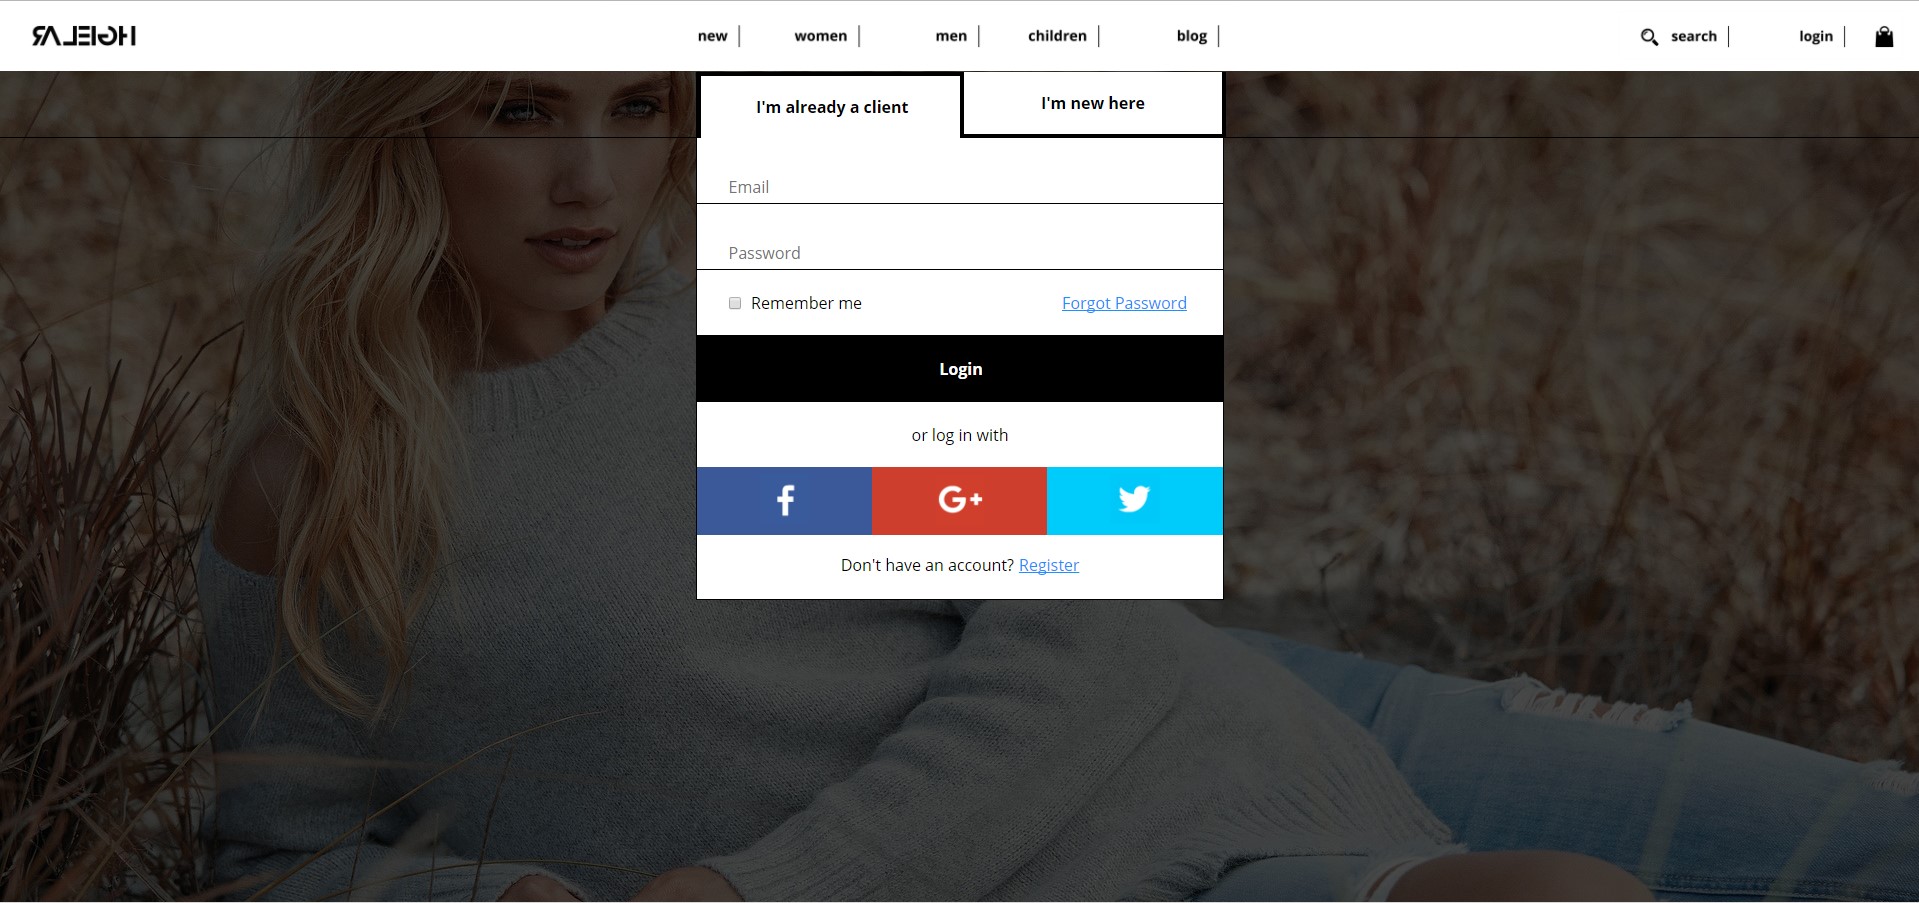 RALEIGH
new
women
men
children
blog
search
login
I'm already a client
I'm new here
Email
Password
Remember me
Forgot Password
Login
or log in with
f
G+
Don't have an account? Register